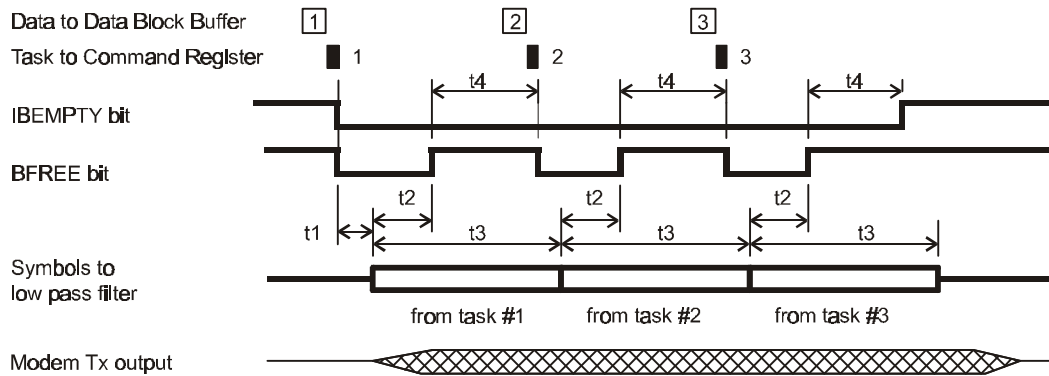 Data to Data Block Buffer 1 2 3
Task to Command Register 1 2 3
t4 t4 t4
IBEMPTY bit
BFREE bit
t2 t2 t2
t1 t3 t3 t3
Symbols to
low pass filter
from task #1 from task #2 from task #3
Modem Tx output